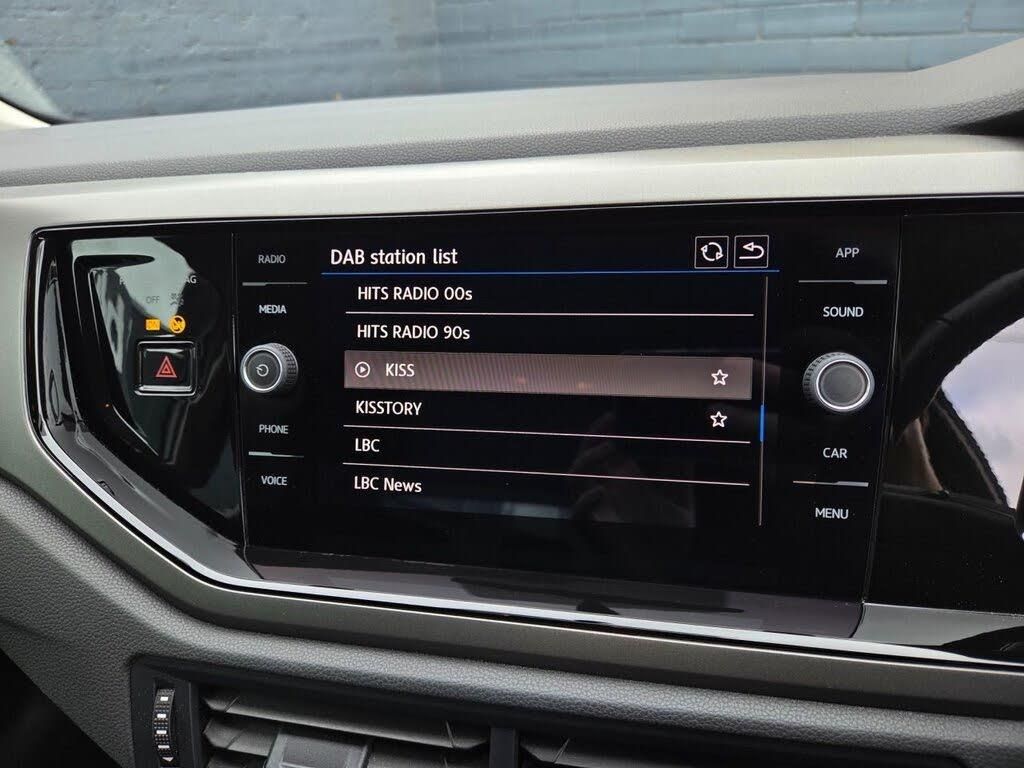 OFF
ON
RADIO
MEDIA
PHONE
VOICE
DAB station list
HITS RADIO 00s
HITS RADIO 90s
KISS
KISSTORY
LBC
LBC News
APP
SOUND
CAR
MENU